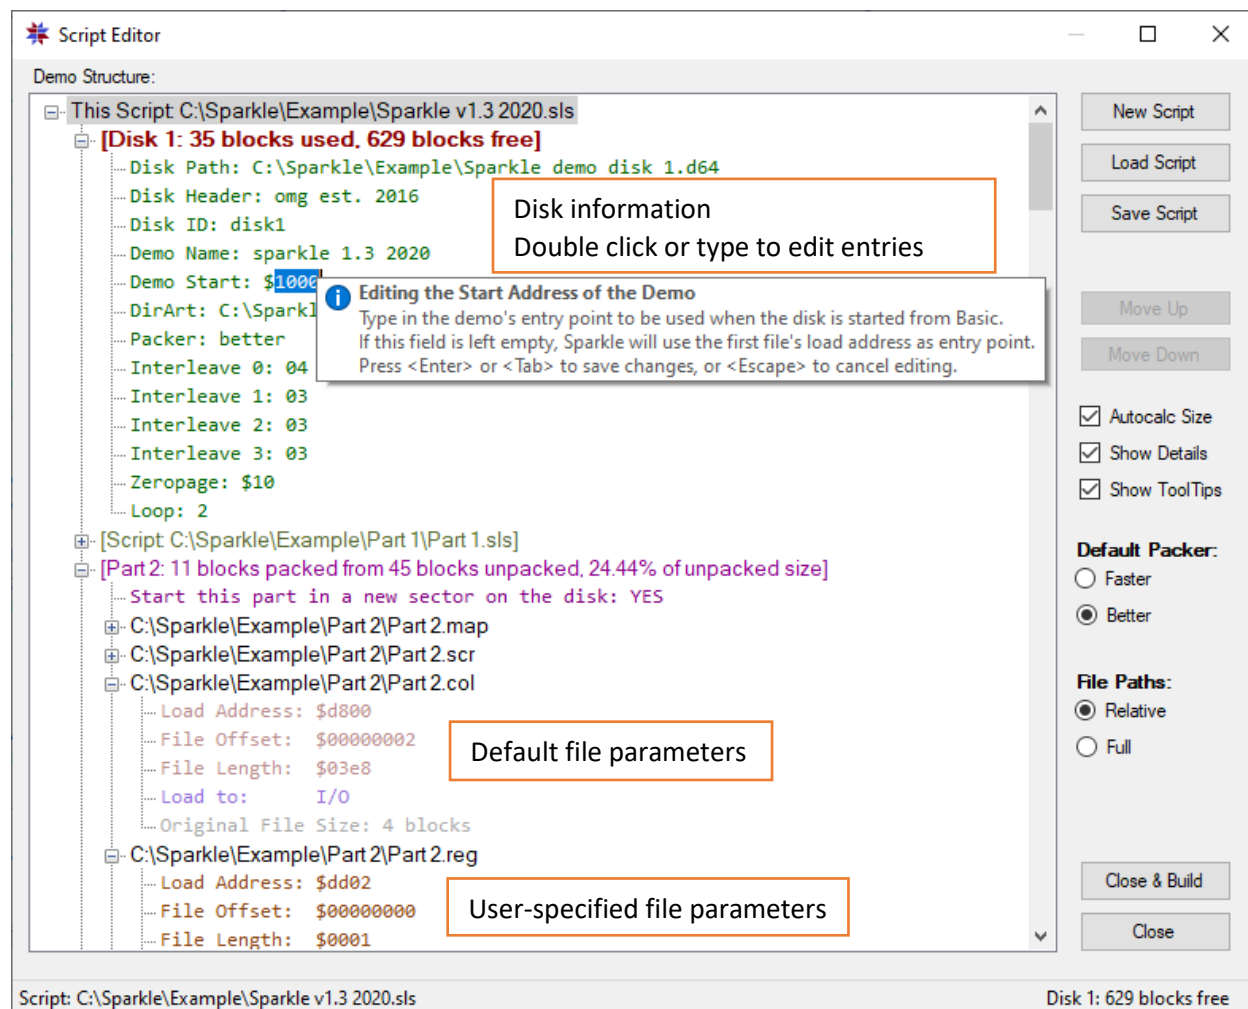 Script Editor
Demo Structure:
This Script: C:\Sparkle\Example\Sparkle v1.3 2020.sls
[Disk 1: 35 blocks used, 629 blocks free]
Disk Path: C:\Sparkle\Example\Sparkle demo disk 1.d64
Disk Header: omg est. 2016
Disk ID: disk1
Demo Name: sparkle 1.3 2020
Demo Start: $1000
DirArt: C:\Sparkl
Packer: better
Interleave 0: 04
Interleave 1: 03
Interleave 2: 03
Interleave 3: 03
Zeropage: $10
Loop: 2
Disk information
Double click or type to edit entries
Editing the Start Address of the Demo
Type in the demo's entry point to be used when the disk is started from Basic.
If this field is left empty, Sparkle will use the first file's load address as entry point.
Press <Enter> or <Tab> to save changes, or <Escape> to cancel editing.
[Script: C:\Sparkle\Example\Part 1\Part 1.sls]
[Part 2: 11 blocks packed from 45 blocks unpacked, 24.44% of unpacked size]
Start this part in a new sector on the disk: YES
C:\Sparkle\Example\Part 2\Part 2.map
C:\Sparkle\Example\Part 2\Part 2.scr
C:\Sparkle\Example\Part 2\Part 2.col
Load Address: $d800
File Offset: $00000002
File Length: $03e8
Load to: I/O
Original File Size: 4 blocks
Default file parameters
C:\Sparkle\Example\Part 2\Part 2.reg
Load Address: $dd02
File Offset: $00000000
File Length: $0001
User-specified file parameters
New Script
Load Script
Save Script
Move Up
Move Down
Autocalc Size
Show Details
Show ToolTips
Default Packer:
Faster
Better
File Paths:
Relative
Full
Close & Build
Close
Script: C:\Sparkle\Example\Sparkle v1.3 2020.sls
Disk 1: 629 blocks free